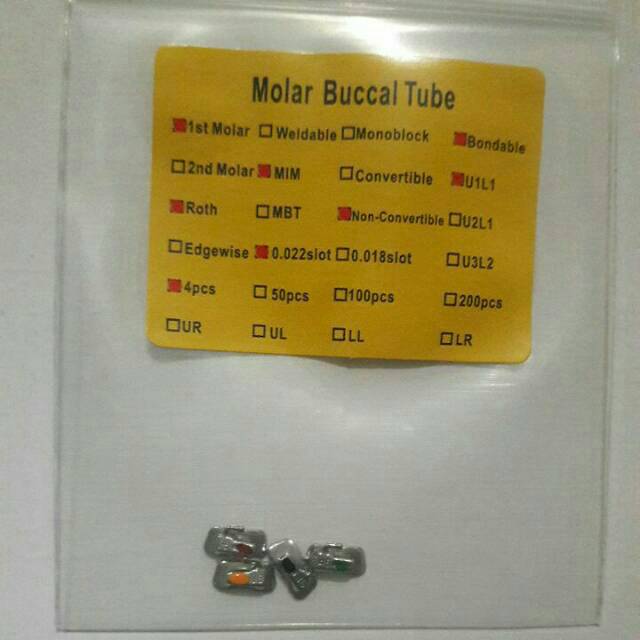 Molar Buccal Tube
1st Molar Weldable Monoblock Bondable
2nd Molar MIM Convertible U1L1
Roth MBT Non-Convertible U2L1
Edgewise 0.022slot 0.018slot U3L2
4pcs 50pcs 100pcs 200pcs
UR UL LL LR